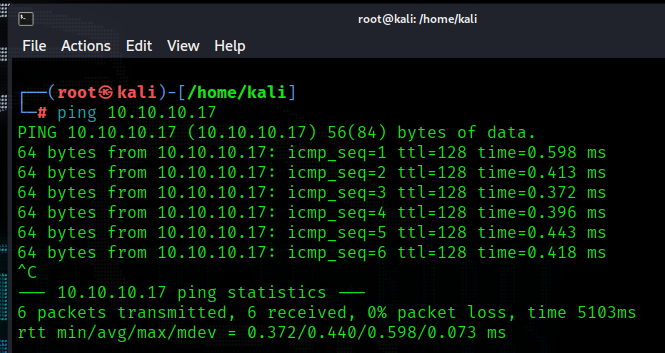 root@kali: /home/kali
File Actions Edit View Help
┌──(root㉿kali)-[/home/kali]
└─# ping 10.10.10.17
PING 10.10.10.17 (10.10.10.17) 56(84) bytes of data.
64 bytes from 10.10.10.17: icmp_seq=1 ttl=128 time=0.598 ms
64 bytes from 10.10.10.17: icmp_seq=2 ttl=128 time=0.413 ms
64 bytes from 10.10.10.17: icmp_seq=3 ttl=128 time=0.372 ms
64 bytes from 10.10.10.17: icmp_seq=4 ttl=128 time=0.396 ms
64 bytes from 10.10.10.17: icmp_seq=5 ttl=128 time=0.443 ms
64 bytes from 10.10.10.17: icmp_seq=6 ttl=128 time=0.418 ms
^C
--- 10.10.10.17 ping statistics ---
6 packets transmitted, 6 received, 0% packet loss, time 5103ms
rtt min/avg/max/mdev = 0.372/0.440/0.598/0.073 ms